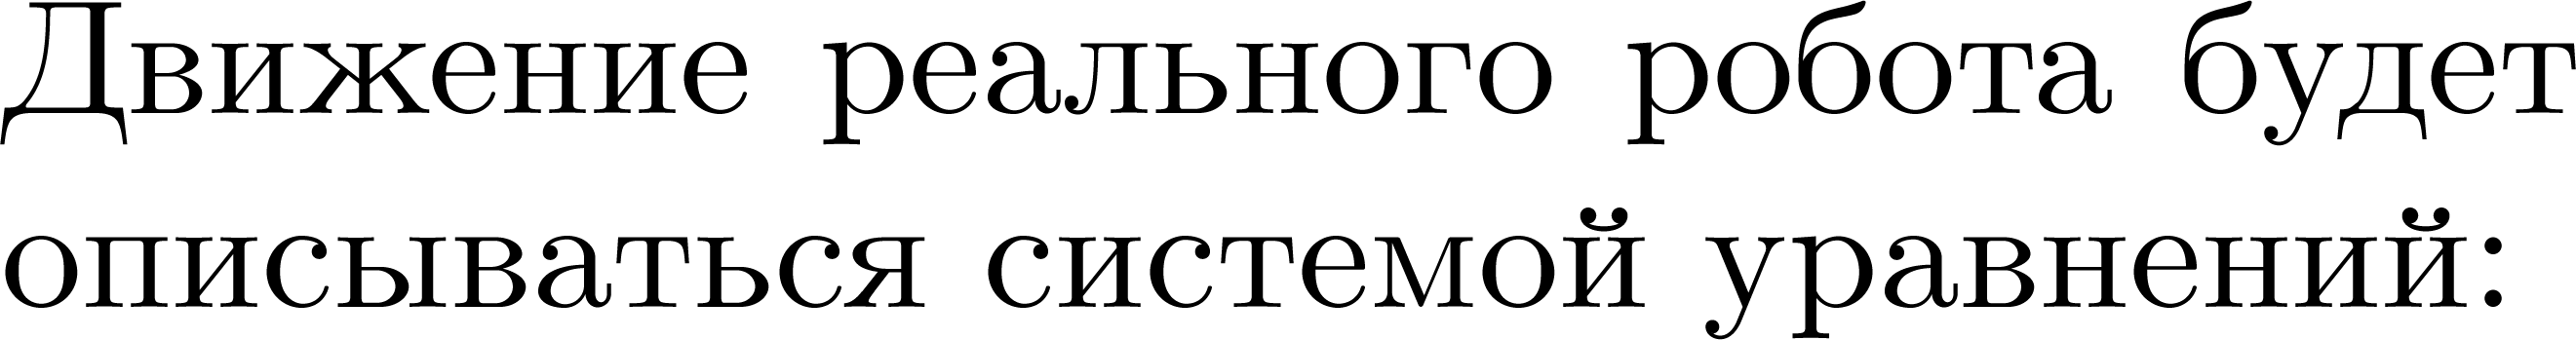 Движение реального робота будет
описываться системой уравнений: